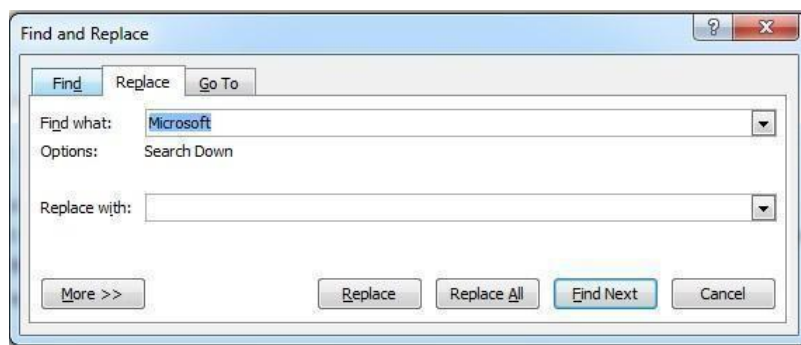 Find and Replace
Find Replace Go To
Find what: Microsoft
Options: Search Down
Replace with:
More >> Replace Replace All Find Next Cancel